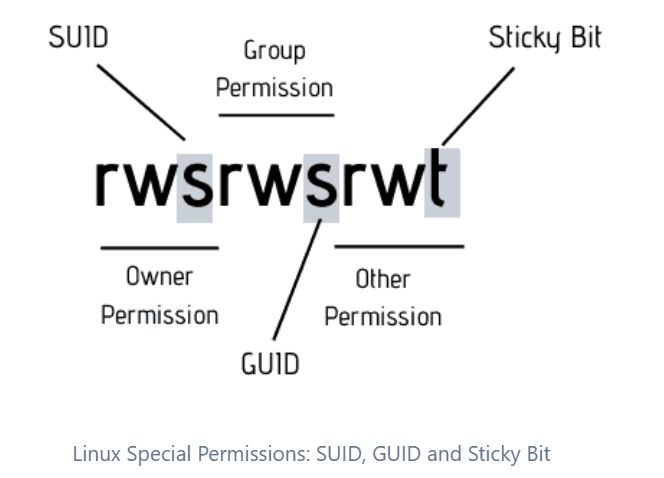 SUID
Group
Permission
Sticky Bit
rwsrwsrwt
Owner
Permission
Other
Permission
GUID
Linux Special Permissions: SUID, GUID and Sticky Bit